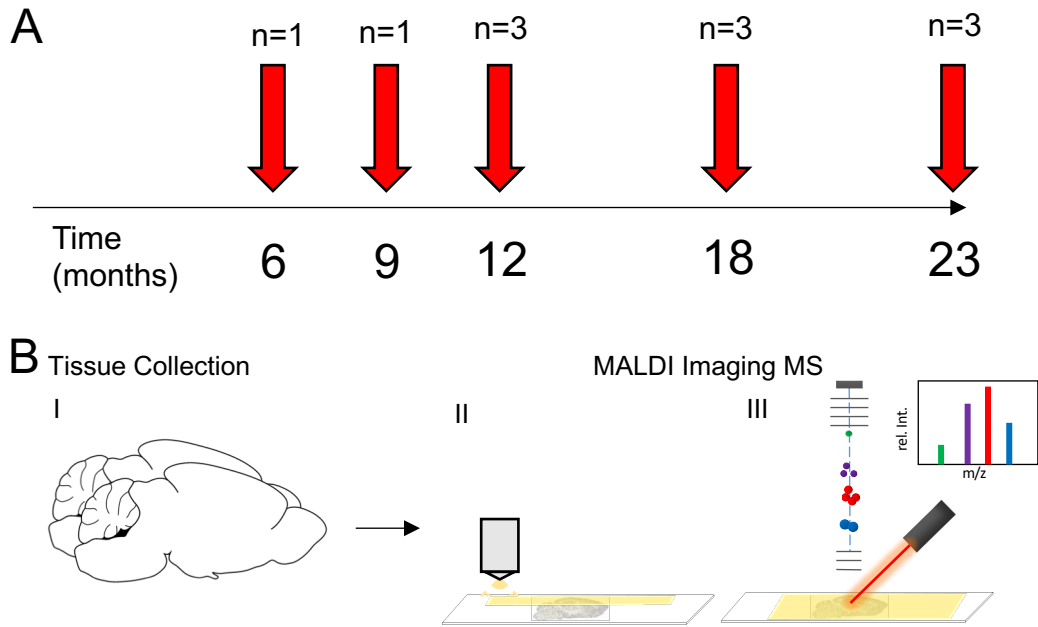 A
n=1 n=1 n=3 n=3 n=3
Time
(months)
6 9 12 18 23
B
Tissue Collection
MALDI Imaging MS
I
II
III
rel. Int.
m/z